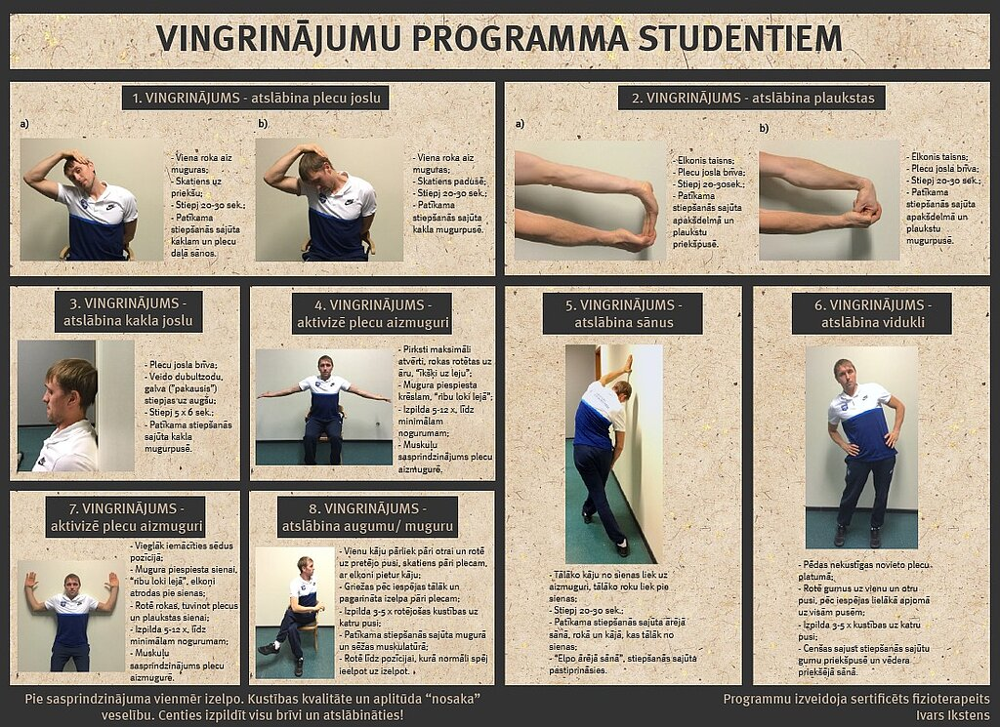 VINGRINĀJUMU PROGRAMMA STUDENTIEM
1. VINGRINĀJUMS - atslābina plecu joslu
a)
- Viena roka aiz
muguras;
- Skatiens uz
priekšu;
- Stiepj 20-30 sek.;
- Patīkama
stiepšanās sajūta
kaklam un plecu
daļā sānos.
b)
- Viena roka aiz
muguras;
- Skatiens padusē;
- Stiepj 20-30 sek.;
- Patīkama
stiepšanās sajūta
kakla mugurpusē.
2. VINGRINĀJUMS - atslābina plaukstas
a)
- Elkonis taisns;
- Plecu josla brīva;
- Stiepj 20-30sek.;
- Patīkama
stiepšanās sajūta
apakšdelmā un
plaukstu
priekšpusē.
b)
- Elkonis taisns;
- Plecu josla brīva;
- Stiepj 20-30 sek.;
- Patīkama
stiepšanās sajūta
apakšdelmā un
plaukstu
mugurpusē.
3. VINGRINĀJUMS -
atslābina kakla joslu
- Plecu josla brīva;
- Veido dubultzodu,
galva ("pakausis")
stiepjas uz augšu;
- Stiepj 5 x 6 sek.;
- Patīkama stiepšanās
sajūta kakla
mugurpusē.
4. VINGRINĀJUMS -
aktivizē plecu aizmuguri
- Pirksti maksimāli
atvērti, rokas rotētas uz
āru, "īkšķi uz leju";
- Mugura piespiesta
krēslam, "ribu loki lejā";
- Izpilda 5-12 x, līdz
minimālam
nogurumam;
- Muskuļu
sasprindzinājums plecu
aizmugurē.
5. VINGRINĀJUMS -
atslābina sānus
- Tālāko kāju no sienas liek uz
aizmuguri, tālāko roku liek pie
sienas;
- Stiepj 20-30 sek.;
- Patīkama stiepšanās sajūta ārējā
sānā, rokā un kājā, kas tālāk no
sienas;
- "Elpo ārējā sānā", stiepšanās sajūta
pastiprināsies.
6. VINGRINĀJUMS -
atslābina vidukli
- Pēdas nekustīgas novieto plecu
platumā;
- Rotē gurnus uz vienu un otru
pusi, pēc iespējas lielākā apjomā
uz visām pusēm;
- Izpilda 3-5 x kustības uz katru
pusi;
- Cenšas sajust stiepšanās sajūtu
gurnu priekšpusē un vēdera
priekšējā sānā.
7. VINGRINĀJUMS -
aktivizē plecu aizmuguri
- Vieglāk iemācīties sēdus
pozīcijā;
- Mugura piespiesta sienai,
"ribu loki lejā", elkoņi
atrodas pie sienas;
- Rotē rokas, tuvinot plecus
un plaukstas sienai;
- Izpilda 5-12 x, līdz
minimālam nogurumam;
- Muskuļu
sasprindzinājums plecu
aizmugurē.
8. VINGRINĀJUMS -
atslābina augumu/ muguru
- Vienu kāju pārliek pāri otrai un rotē
uz pretējo pusi, skatiens pāri plecam,
ar elkoni pietur kāju;
- Griežas pēc iespējas tālāk un
pagarināta izelpa pāri plecam;
- Izpilda 3-5 x rotējošas kustības uz
katru pusi;
- Patīkama stiepšanās sajūta mugurā
un sēžas muskulatūrā;
- Rotē līdz pozīcijai, kurā normāli spēj
ieelpot uz izelpot.
Pie sasprindzinājuma vienmēr izelpo. Kustības kvalitāte un aplitūda "nosaka"
veselību. Centies izpildīt visu brīvi un atslābināties!
Programmu izveidoja sertificēts fizioterapeits
Ivars Ikstens